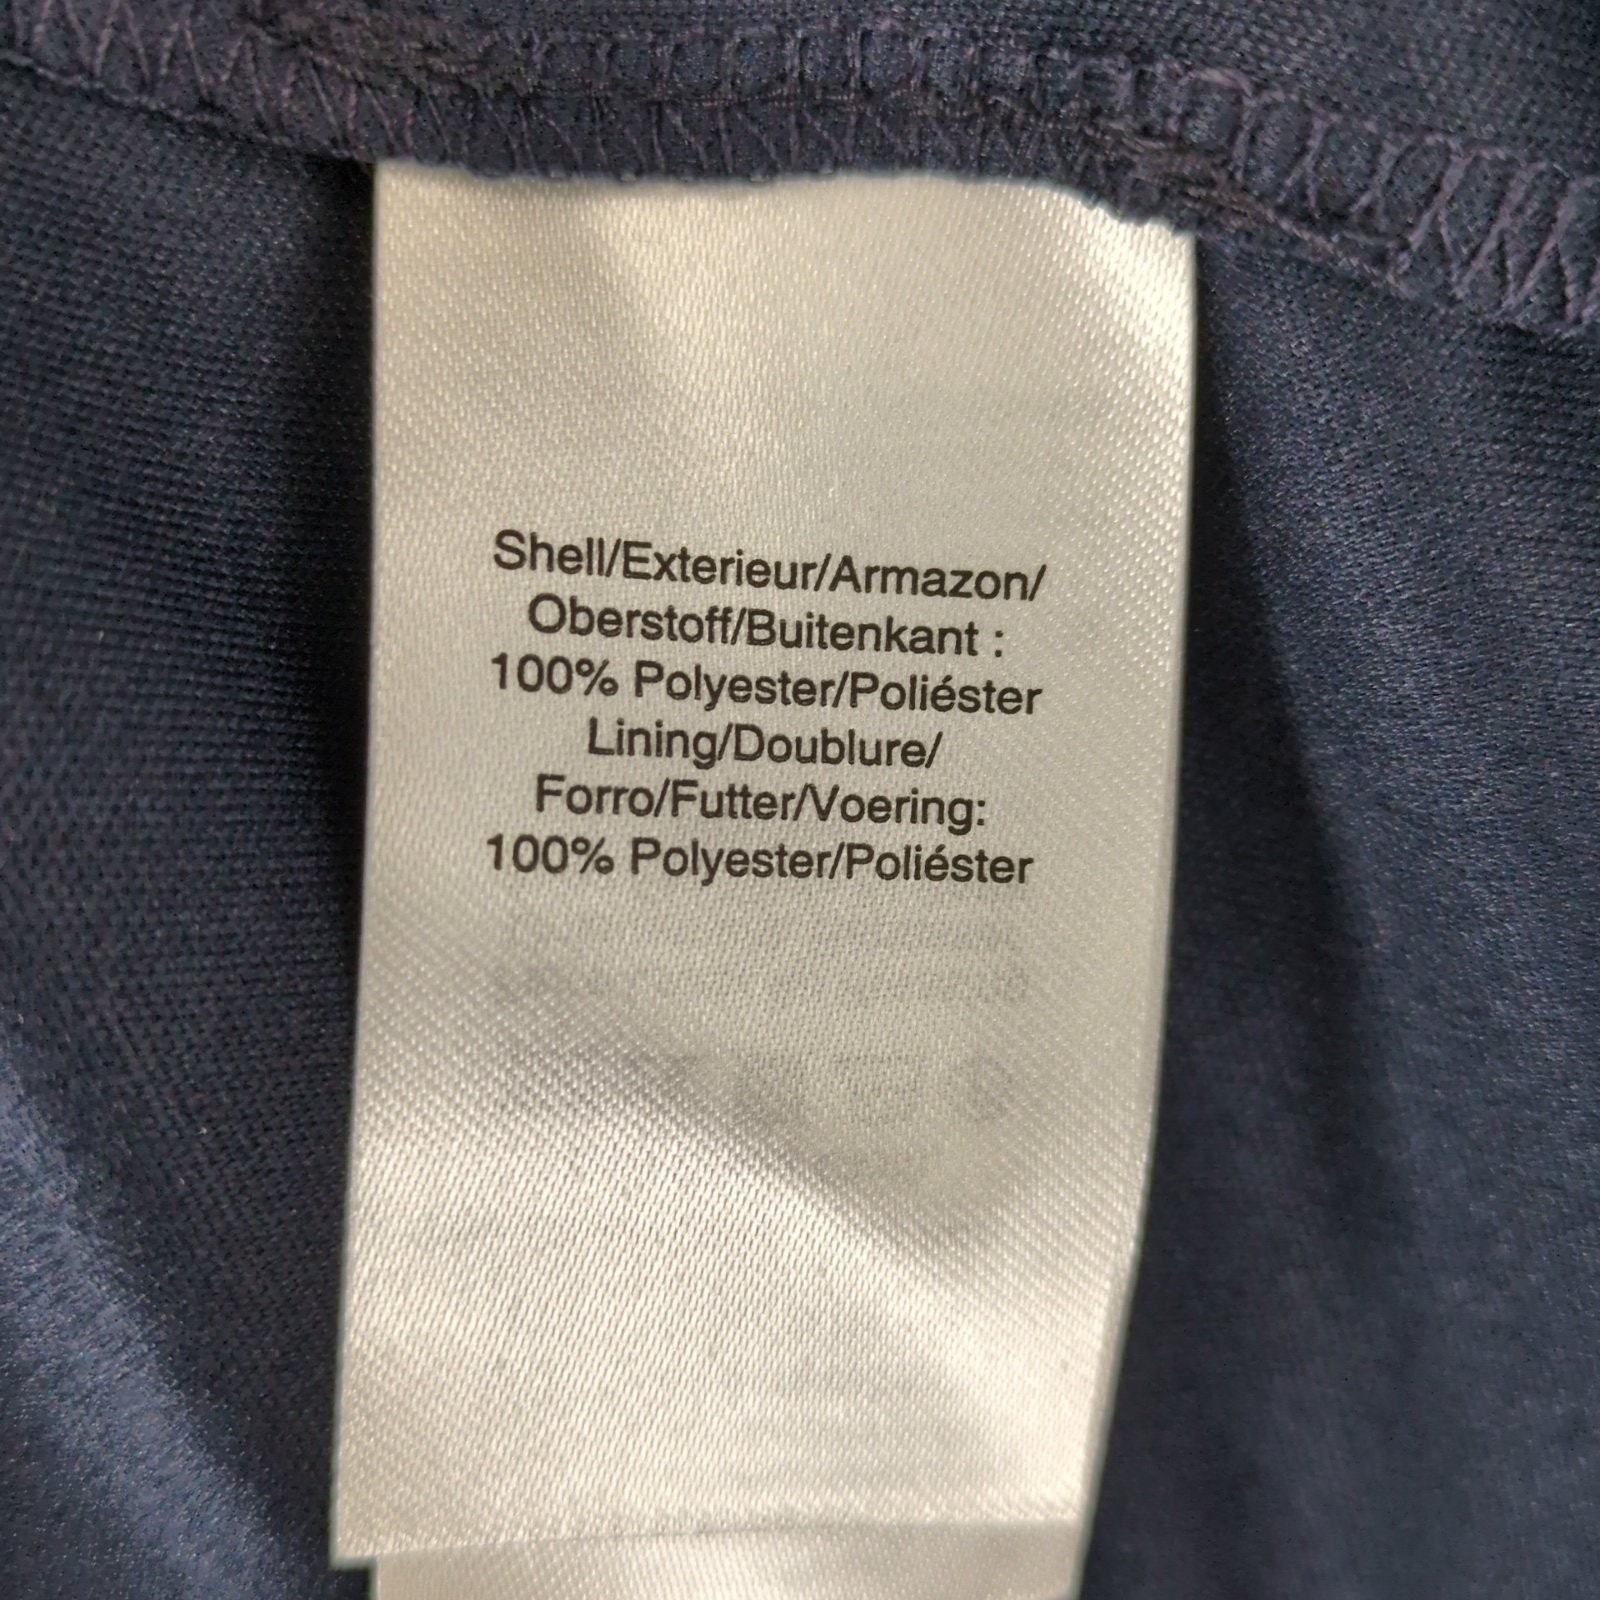 Shell/Exterieur/Armazon/
Oberstoff/Buitenkant :
100% Polyester/Poliéster
Lining/Doublure/
Forro/Futter/Voering:
100% Polyester/Poliéster